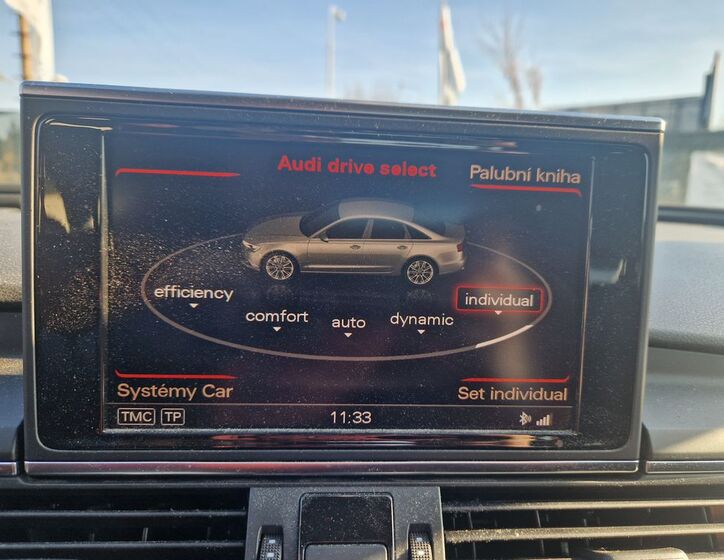 Audi drive select
Palubní kniha
efficiency
comfort
auto
dynamic
individual
Systémy Car
Set individual
TMC TP
11:33